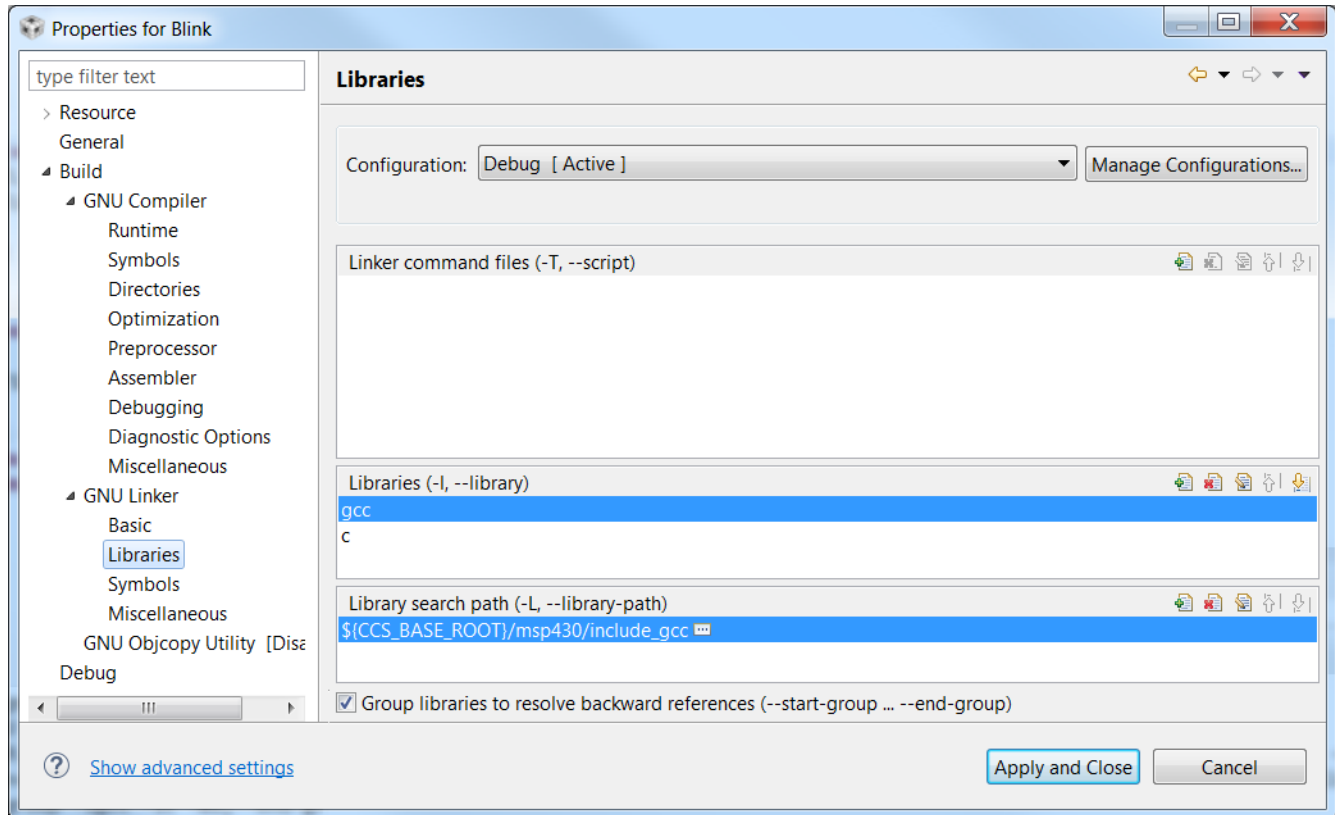 Properties for Blink
type filter text
Resource
General
Build
GNU Compiler
Runtime
Symbols
Directories
Optimization
Preprocessor
Assembler
Debugging
Diagnostic Options
Miscellaneous
GNU Linker
Basic
Libraries
Symbols
Miscellaneous
GNU Objcopy Utility [Disa
Debug
Libraries
Configuration: Debug [ Active ] Manage Configurations...
Linker command files (-T, --script)
Libraries (-l, --library)
gcc
c
Library search path (-L, --library-path)
${CCS_BASE_ROOT}/msp430/include_gcc
Group libraries to resolve backward references (--start-group ... --end-group)
Show advanced settings
Apply and Close Cancel